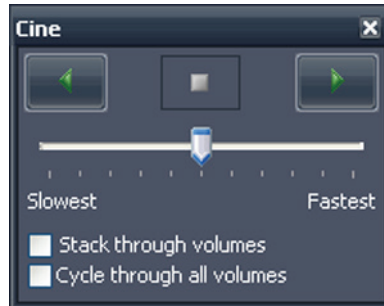 Cine
Slowest Fastest
Stack through volumes
Cycle through all volumes